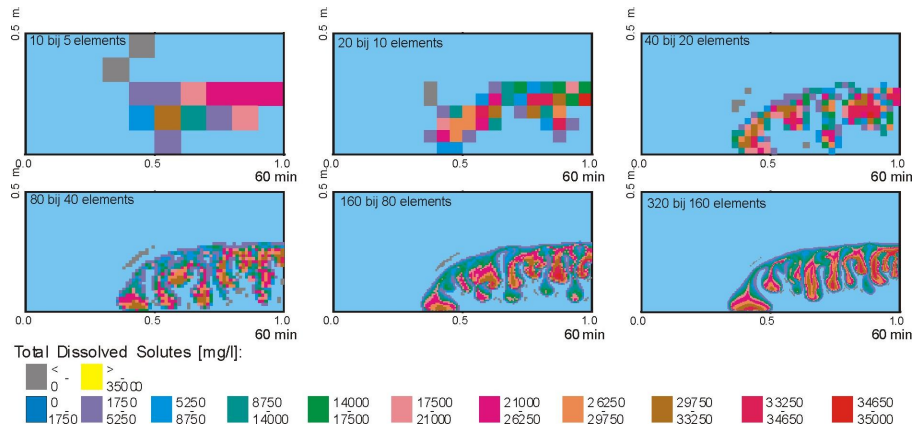 0.5 m.
10 bij 5 elements
0.0 0.5 1.0
60 min
20 bij 10 elements
0.0 0.5 1.0
60 min
0.5 m.
40 bij 20 elements
0.0 0.5 1.0
60 min
0.5 m.
80 bij 40 elements
0.0 0.5 1.0
60 min
160 bij 80 elements
0.0 0.5 1.0
60 min
0.5 m.
320 bij 160 elements
0.0 0.5 1.0
60 min
Total Dissolved Solutes [mg/l]:
< - 0
> - 35000
0 - 1750
1750 - 5250
5250 - 8750
8750 - 14000
14000 - 17500
17500 - 21000
21000 - 26250
26250 - 29750
29750 - 33250
33250 - 34650
34650 - 35000